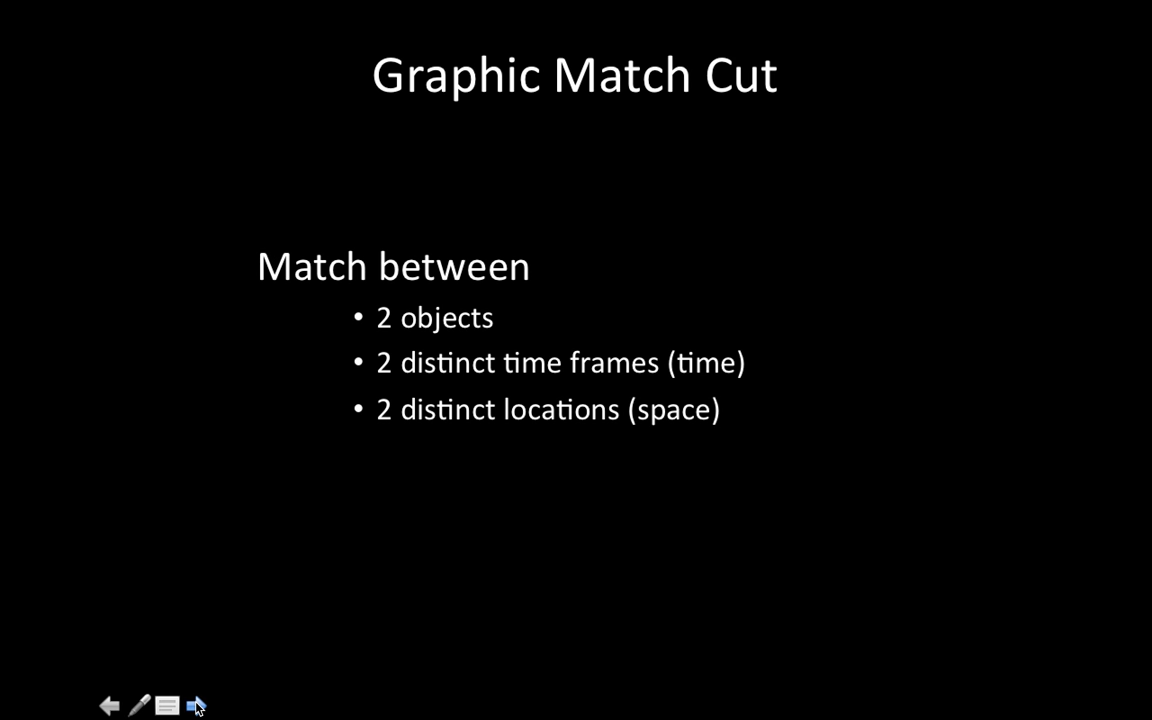 Graphic Match Cut
Match between
• 2 objects
• 2 distinct time frames (time)
• 2 distinct locations (space)